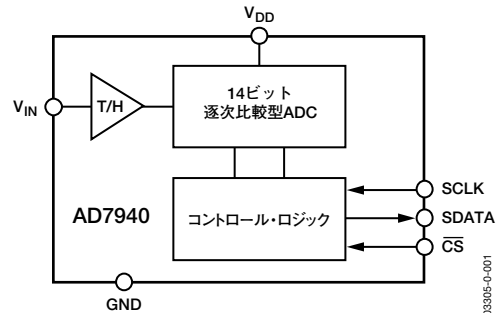 VDD
14ビット
逐次比較型ADC
VIN
T/H
AD7940
コントロール・ロジック
SCLK
SDATA
CS
GND
03305-0-001